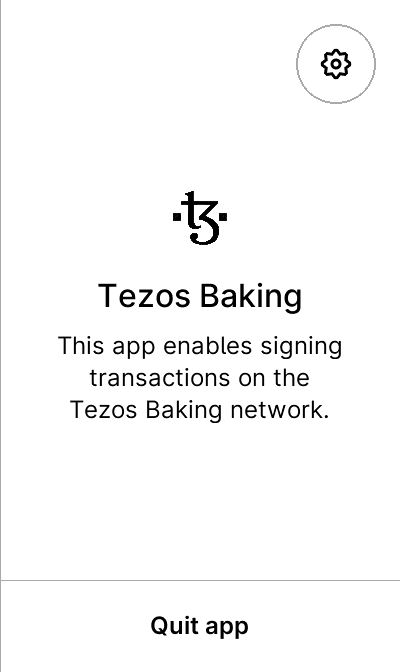 Tezos Baking
This app enables signing
transactions on the
Tezos Baking network.
Quit app